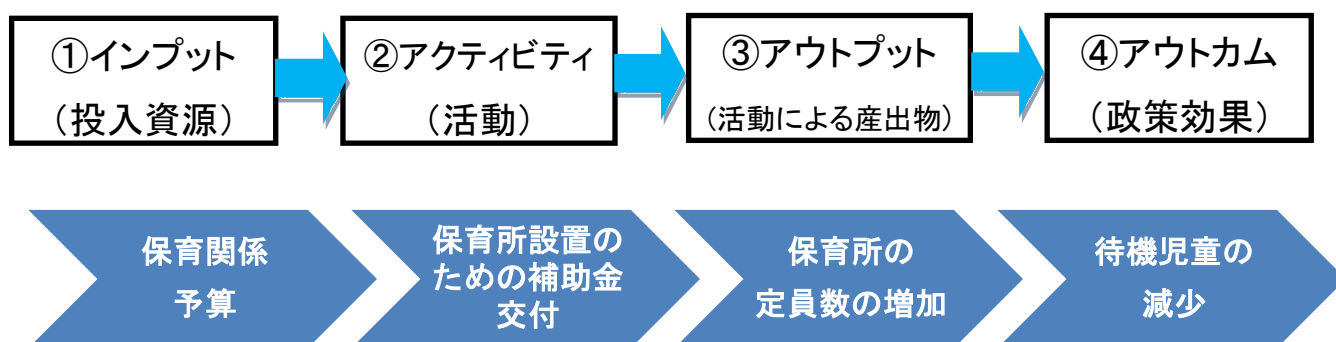 ①インプット
（投入資源）
②アクティビティ
（活動）
③アウトプット
（活動による産出物）
④アウトカム
（政策効果）
保育関係
予算
保育所設置の
ための補助金
交付
保育所の
定員数の増加
待機児童の
減少